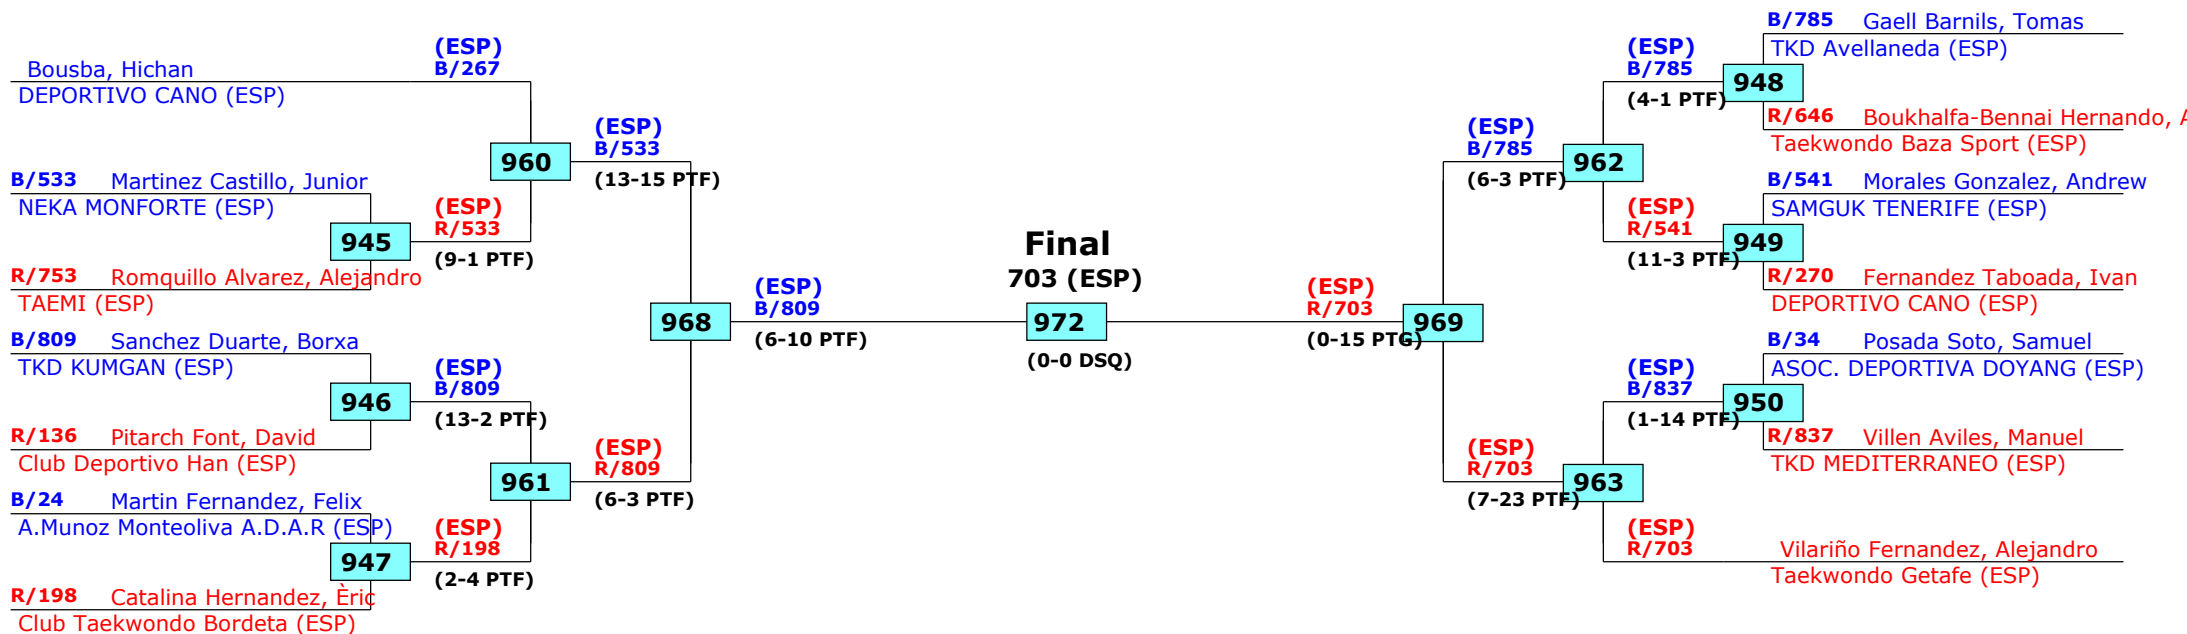 Bousba, Hichan
DEPORTIVO CANO (ESP)
B/533 Martinez Castillo, Junior
NEKA MONFORTE (ESP)
945
R/753 Romquillo Alvarez, Alejandro
TAEMI (ESP)
B/809 Sanchez Duarte, Borxa
TKD KUMGAN (ESP)
946
R/136 Pitarch Font, David
Club Deportivo Han (ESP)
B/24 Martin Fernandez, Felix
A.Munoz Monteoliva A.D.A.R (ESP)
947
R/198 Catalina Hernandez, Èric
Club Taekwondo Bordeta (ESP)
(ESP)
B/267
960
(ESP)
R/533
(9-1 PTF)
(ESP)
B/809
(13-2 PTF)
961
(ESP)
R/198
(2-4 PTF)
(ESP)
B/533
(13-15 PTF)
968
(ESP)
R/809
(6-3 PTF)
(ESP)
B/809
(6-10 PTF)
Final
703 (ESP)
972
(0-0 DSQ)
(ESP)
R/703
(0-15 PTG)
969
(ESP)
B/785
(6-3 PTF)
962
(ESP)
R/703
(7-23 PTF)
963
(ESP)
B/785
(4-1 PTF)
948
(ESP)
R/541
(11-3 PTF)
949
(ESP)
B/837
(1-14 PTF)
950
(ESP)
R/703
B/785 Gaell Barnils, Tomas
TKD Avellaneda (ESP)
R/646 Boukhalfa-Bennai Hernando,
Taekwondo Baza Sport (ESP)
B/541 Morales Gonzalez, Andrew
SAMGUK TENERIFE (ESP)
R/270 Fernandez Taboada, Ivan
DEPORTIVO CANO (ESP)
B/34 Posada Soto, Samuel
ASOC. DEPORTIVA DOYANG (ESP)
R/837 Villen Aviles, Manuel
TKD MEDITERRANEO (ESP)
Vilariño Fernandez, Alejandro
Taekwondo Getafe (ESP)